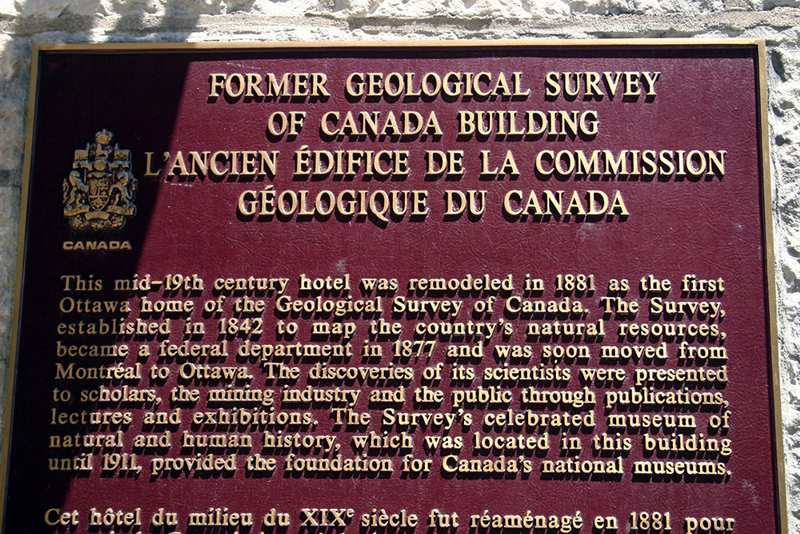 FORMER GEOLOGICAL SURVEY
OF CANADA BUILDING
L'ANCIEN ÉDIFICE DE LA COMMISSION
GÉOLOGIQUE DU CANADA
CANADA
This mid-19th century hotel was remodeled in 1881 as the first
Ottawa home of the Geological Survey of Canada. The Survey,
established in 1842 to map the country's natural resources,
became a federal department in 1877 and was soon moved from
Montréal to Ottawa. The discoveries of its scientists were presented
to scholars, the mining industry and the public through publications,
lectures and exhibitions. The Survey's celebrated museum of
natural and human history, which was located in this building
until 1911, provided the foundation for Canada's national museums.
Cet hôtel du milieu du XIXe siècle fut réaménagé en 1881 pour